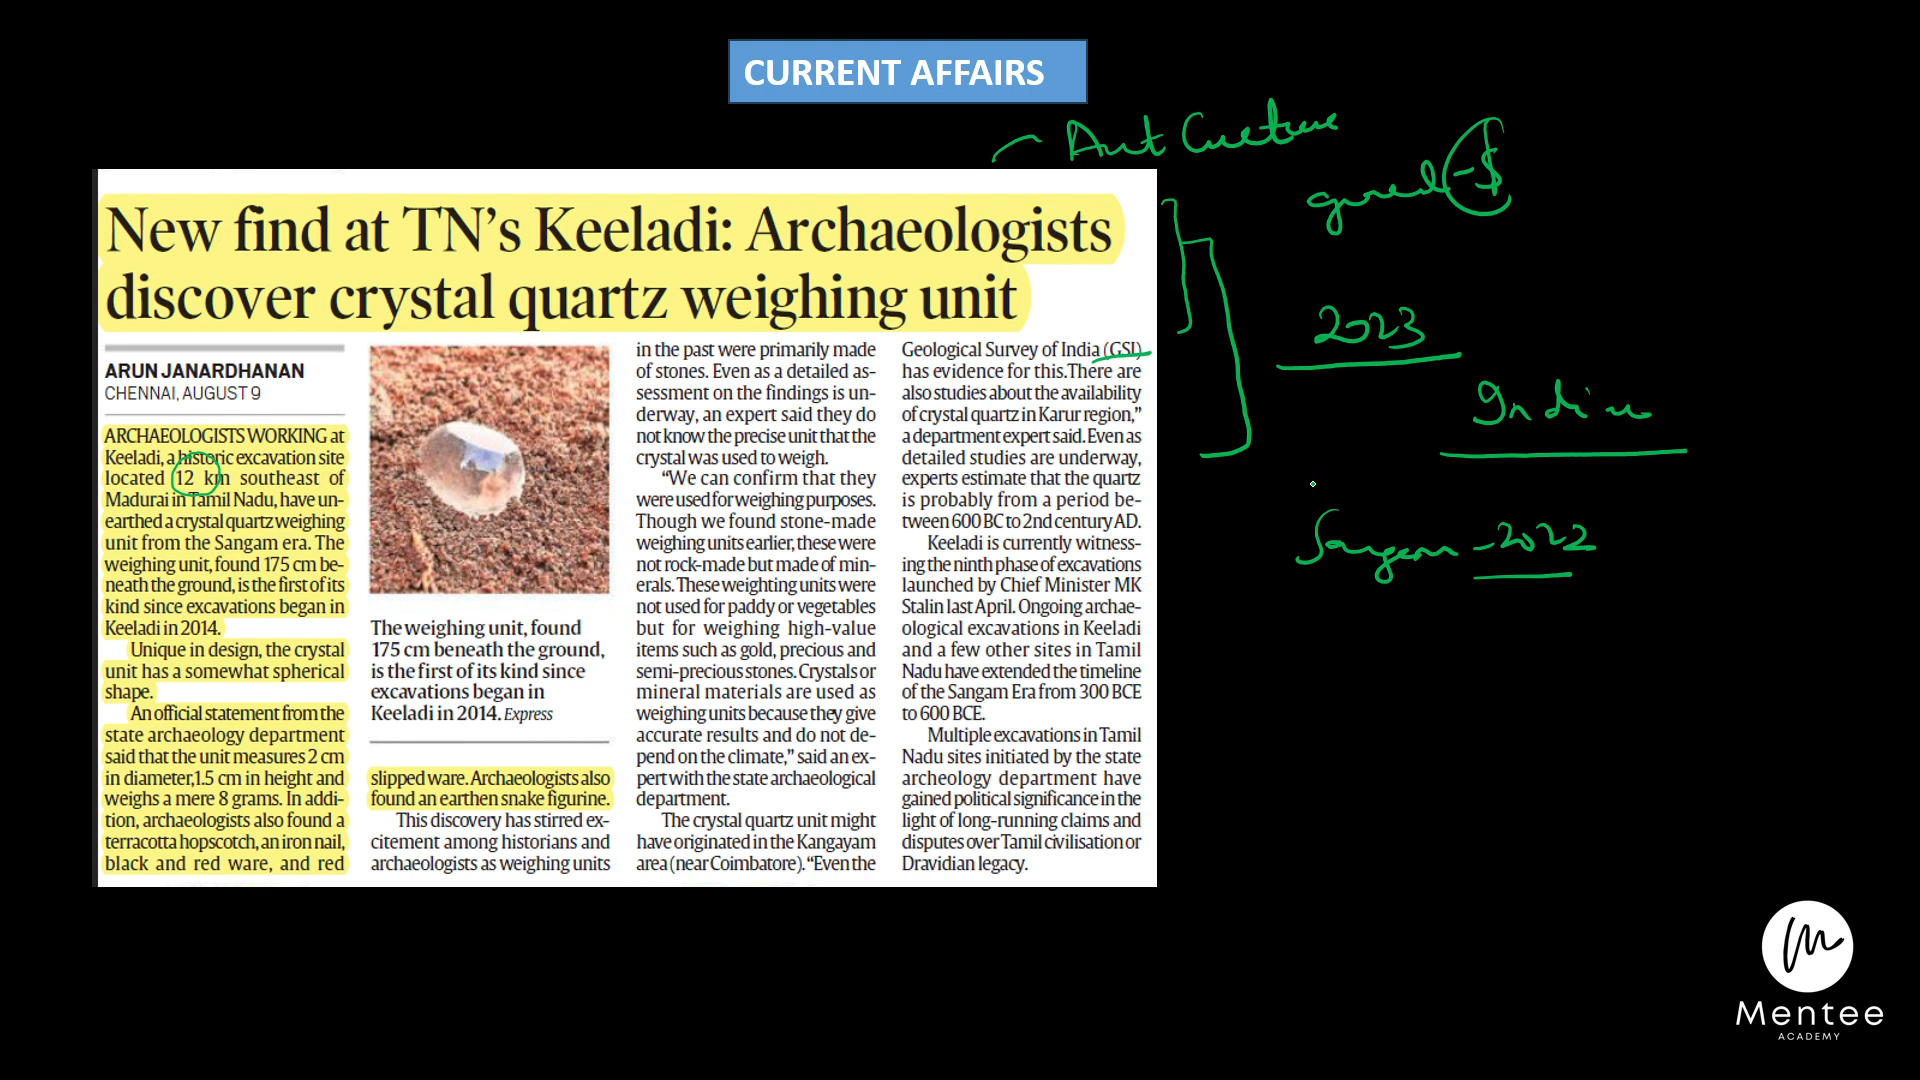 CURRENT AFFAIRS
Art Culture
2023
Sangam - 2022
New find at TN's Keeladi: Archaeologists
discover crystal quartz weighing unit
ARUN JANARDHANAN
CHENNAI, AUGUST 9
ARCHAEOLOGISTS WORKING at
Keeladi, a historic excavation site
located 12 km southeast of
Madurai in Tamil Nadu, have un-
earthed a crystal quartz weighing
unit from the Sangam era. The
weighing unit, found 175 cm be-
neath the ground, is the first of its
kind since excavations began in
Keeladi in 2014.
Unique in design, the crystal
unit has a somewhat spherical
shape.
An official statement from the
state archaeology department
said that the unit measures 2 cm
in diameter,1.5 cm in height and
weighs a mere 8 grams. In addi-
tion, archaeologists also found a
terracotta hopscotch, an iron nail,
black and red ware, and red
The weighing unit, found
175 cm beneath the ground,
is the first of its kind since
excavations began in
Keeladi in 2014. Express
slipped ware. Archaeologists also
found an earthen snake figurine.
This discovery has stirred ex-
citement among historians and
archaeologists as weighing units
in the past were primarily made
of stones. Even as a detailed as-
sessment on the findings is un-
derway, an expert said they do
not know the precise unit that the
crystal was used to weigh.
"We can confirm that they
were used for weighing purposes.
Though we found stone-made
weighing units earlier, these were
not rock-made but made of min-
erals. These weighting units were
not used for paddy or vegetables
but for weighing high-value
items such as gold, precious and
semi-precious stones. Crystals or
mineral materials are used as
weighing units because they give
accurate results and do not de-
pend on the climate," said an ex-
pert with the state archaeological
department.
The crystal quartz unit might
have originated in the Kangayam
area (near Coimbatore). "Even the
Geological Survey of India (GSI)
has evidence for this.There are
also studies about the availability
of crystal quartz in Karur region,"
a department expert said. Even as
detailed studies are underway,
experts estimate that the quartz
is probably from a period be-
tween 600 BC to 2nd century AD.
Keeladi is currently witness-
ing the ninth phase of excavations
launched by Chief Minister MK
Stalin last April. Ongoing archae-
ological excavations in Keeladi
and a few other sites in Tamil
Nadu have extended the timeline
of the Sangam Era from 300 BCE
to 600 BCE.
Multiple excavations in Tamil
Nadu sites initiated by the state
archeology department have
gained political significance in the
light of long-running claims and
disputes over Tamil civilisation or
Dravidian legacy.
Mentee
ACADEMY